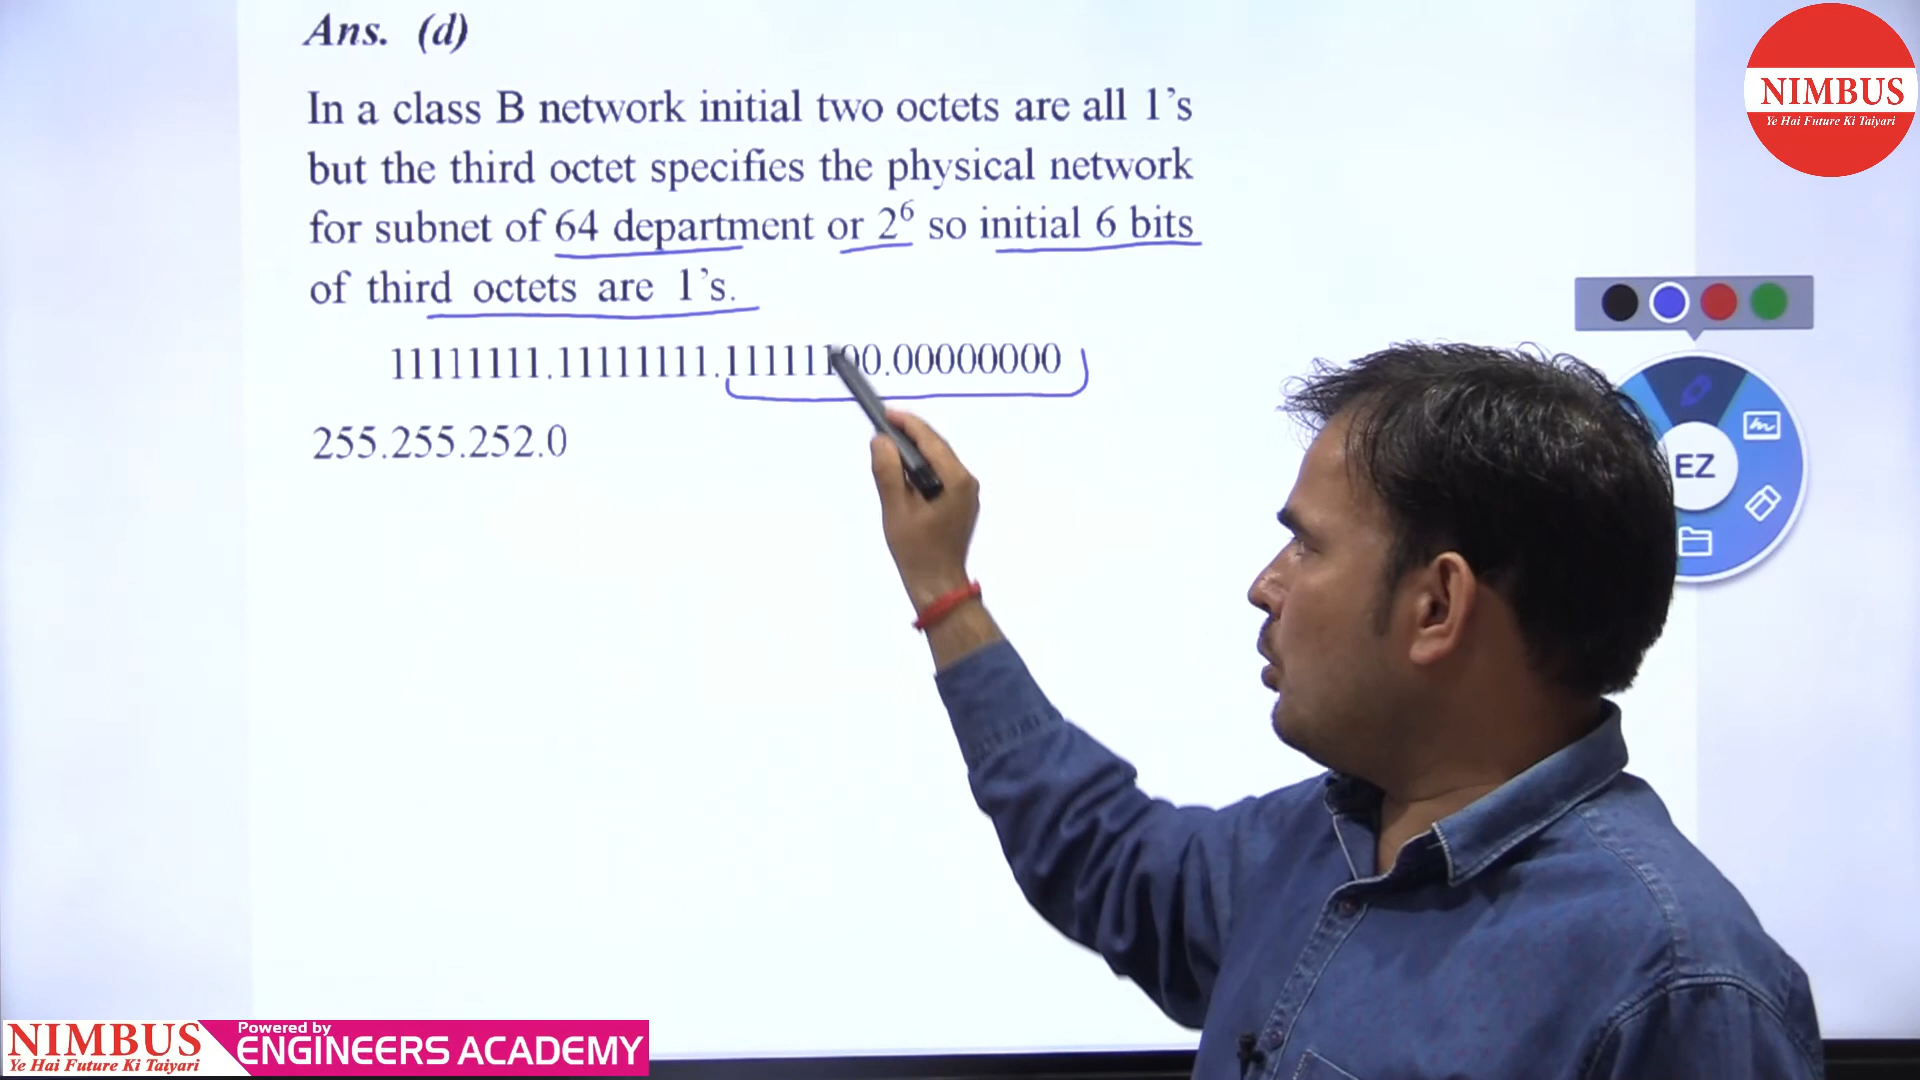 Ans. (d)
In a class B network initial two octets are all 1's
but the third octet specifies the physical network
for subnet of 64 department or 2⁶ so initial 6 bits
of third octets are 1's.
11111111.11111111.11111100.00000000
255.255.252.0
NIMBUS
Ye Hai Future Ki Taiyari
EZ
NIMBUS
Ye Hai Future Ki Taiyari
Powered by
ENGINEERS ACADEMY